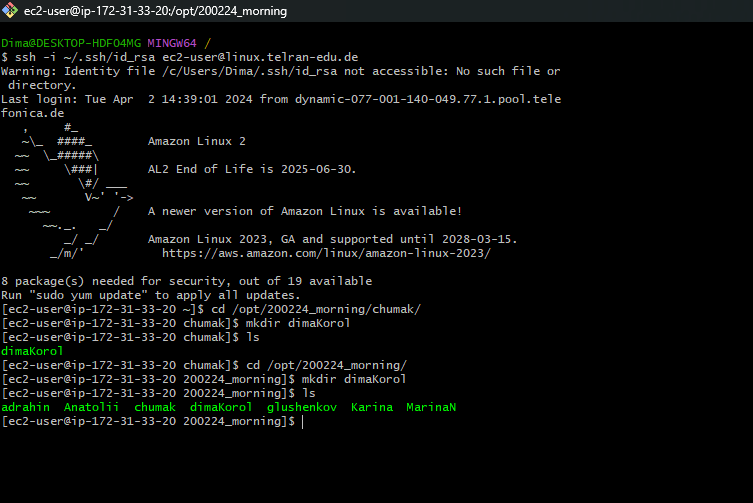 ec2-user@ip-172-31-33-20:/opt/200224_morning
Dima@DESKTOP-HDFO4MG MINGW64 /
$ ssh -i ~/.ssh/id_rsa ec2-user@linux.telran-edu.de
Warning: Identity file /c/Users/Dima/.ssh/id_rsa not accessible: No such file or
 directory.
Last login: Tue Apr  2 14:39:01 2024 from dynamic-077-001-140-049.77.1.pool.tele
fonica.de
   ,     #_
   ~\_  ####_        Amazon Linux 2
  ~~  \_#####\
  ~~     \###|       AL2 End of Life is 2025-06-30.
  ~~       \#/ ___
   ~~       V~' '->
    ~~~         /    A newer version of Amazon Linux is available!
      ~~._.   _/
         _/ _/       Amazon Linux 2023, GA and supported until 2028-03-15.
       _/m/'           https://aws.amazon.com/linux/amazon-linux-2023/
8 package(s) needed for security, out of 19 available
Run "sudo yum update" to apply all updates.
[ec2-user@ip-172-31-33-20 ~]$ cd /opt/200224_morning/chumak/
[ec2-user@ip-172-31-33-20 chumak]$ mkdir dimaKorol
[ec2-user@ip-172-31-33-20 chumak]$ ls
dimaKorol
[ec2-user@ip-172-31-33-20 chumak]$ cd /opt/200224_morning/
[ec2-user@ip-172-31-33-20 200224_morning]$ mkdir dimaKorol
[ec2-user@ip-172-31-33-20 200224_morning]$ ls
adrahin  Anatolii  chumak  dimaKorol  glushenkov  Karina  MarinaN
[ec2-user@ip-172-31-33-20 200224_morning]$